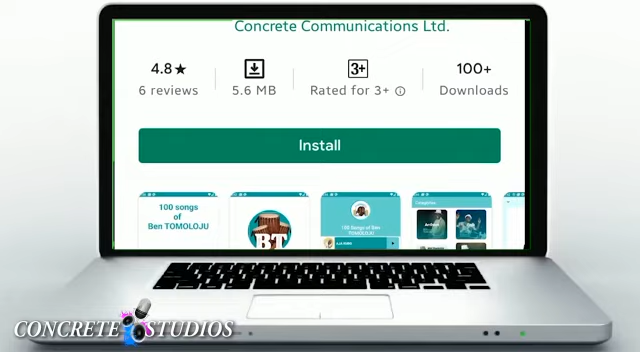 Concrete Communications Ltd.
4.8★
6 reviews
5.6 MB
3+
Rated for 3+
100+
Downloads
Install
100 songs
of
Ben TOMOLOJU
BT
100 Songs of Ben
TOMOLOJU
CONCRETE STUDIOS